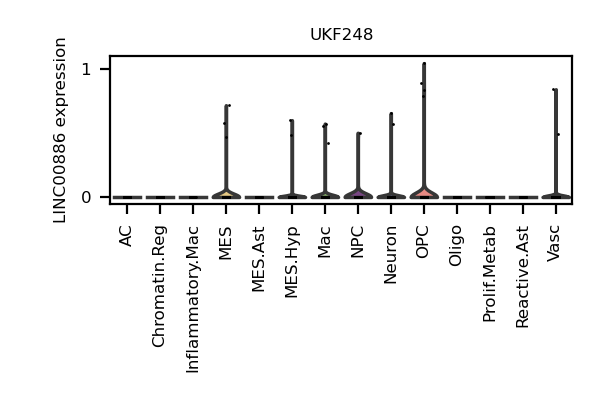 UKF248
LINC00886 expression
1
0
AC
Chromatin.Reg
Inflammatory.Mac
MES
MES.Ast
MES.Hyp
Mac
NPC
Neuron
OPC
Oligo
Prolif.Metab
Reactive.Ast
Vasc